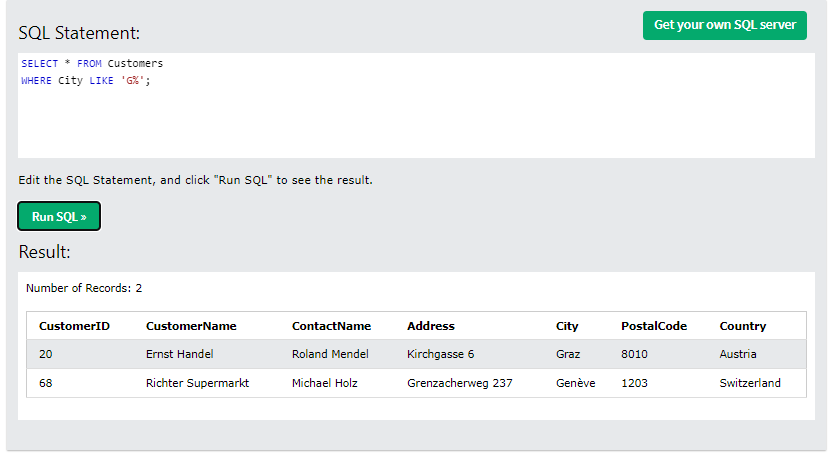 Get your own SQL server
SQL Statement:
SELECT * FROM Customers
WHERE City LIKE 'G%';
Edit the SQL Statement, and click "Run SQL" to see the result.
Run SQL »
Result:
Number of Records: 2
CustomerID CustomerName ContactName Address City PostalCode Country
20 Ernst Handel Roland Mendel Kirchgasse 6 Graz 8010 Austria
68 Richter Supermarkt Michael Holz Grenzacherweg 237 Genève 1203 Switzerland